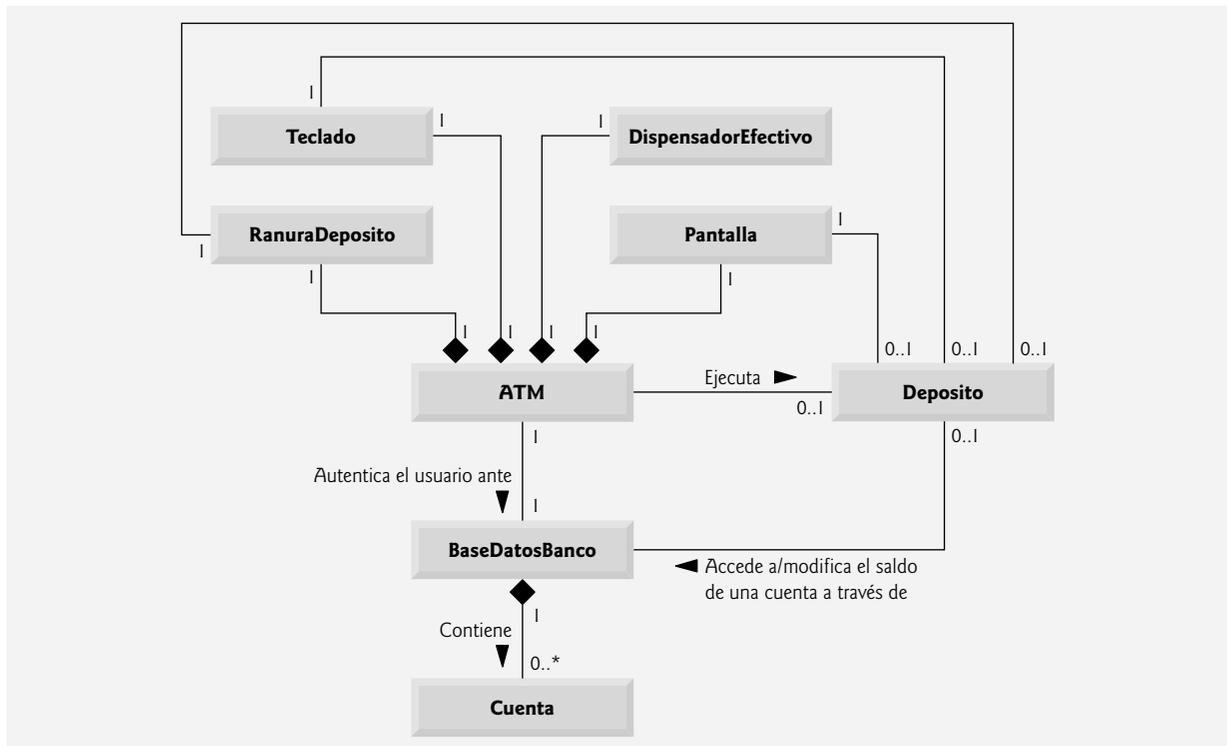 1
Teclado
1
1
DispensadorEfectivo
RanuraDeposito
1
1
Pantalla
1
1
1
1
1
1
0..1
0..1
0..1
ATM
Ejecuta
0..1
Deposito
1
0..1
Autentica el usuario ante
1
BaseDatosBanco
Accede a/modifica el saldo
de una cuenta a través de
1
Contiene
0..*
Cuenta